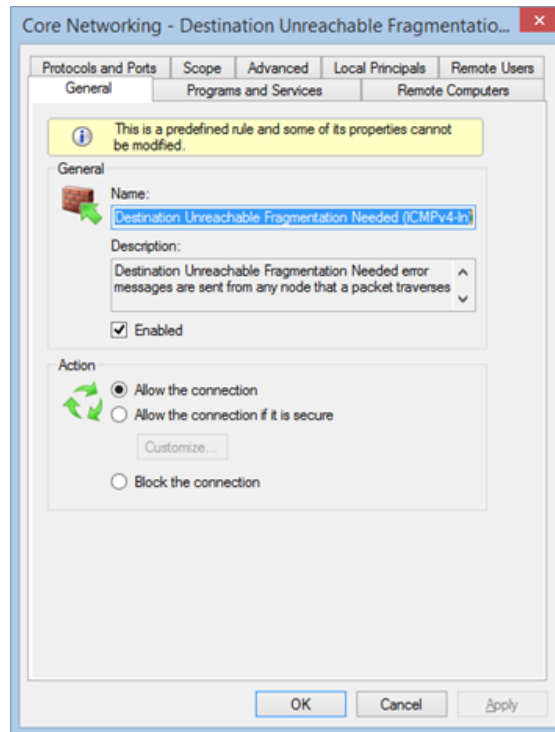 Core Networking - Destination Unreachable Fragmentatio...
Protocols and Ports Scope Advanced Local Principals Remote Users
General Programs and Services Remote Computers
This is a predefined rule and some of its properties cannot
be modified.
General
Name:
Destination Unreachable Fragmentation Needed (ICMPv4-In)
Description:
Destination Unreachable Fragmentation Needed error
messages are sent from any node that a packet traverses
Enabled
Action
Allow the connection
Allow the connection if it is secure
Customize...
Block the connection
OK Cancel Apply